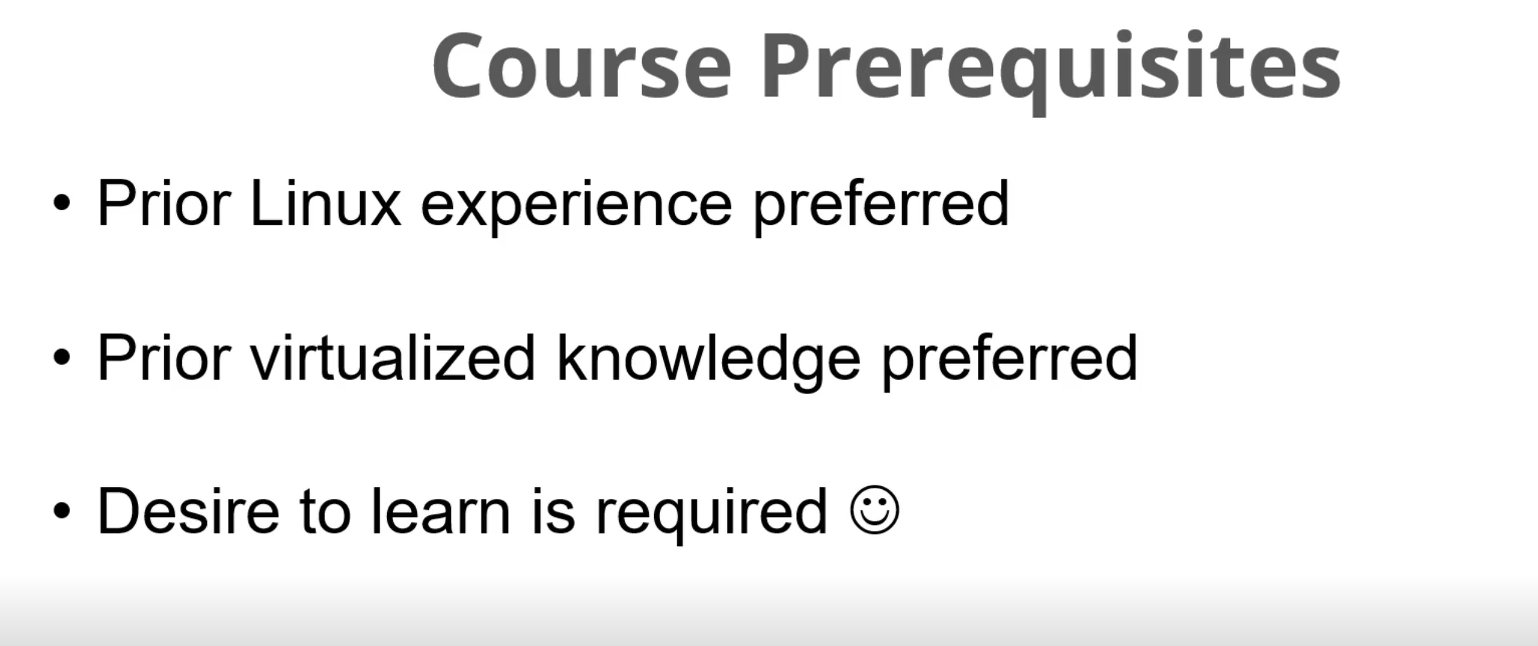 Course Prerequisites
• Prior Linux experience preferred
• Prior virtualized knowledge preferred
• Desire to learn is required ☺